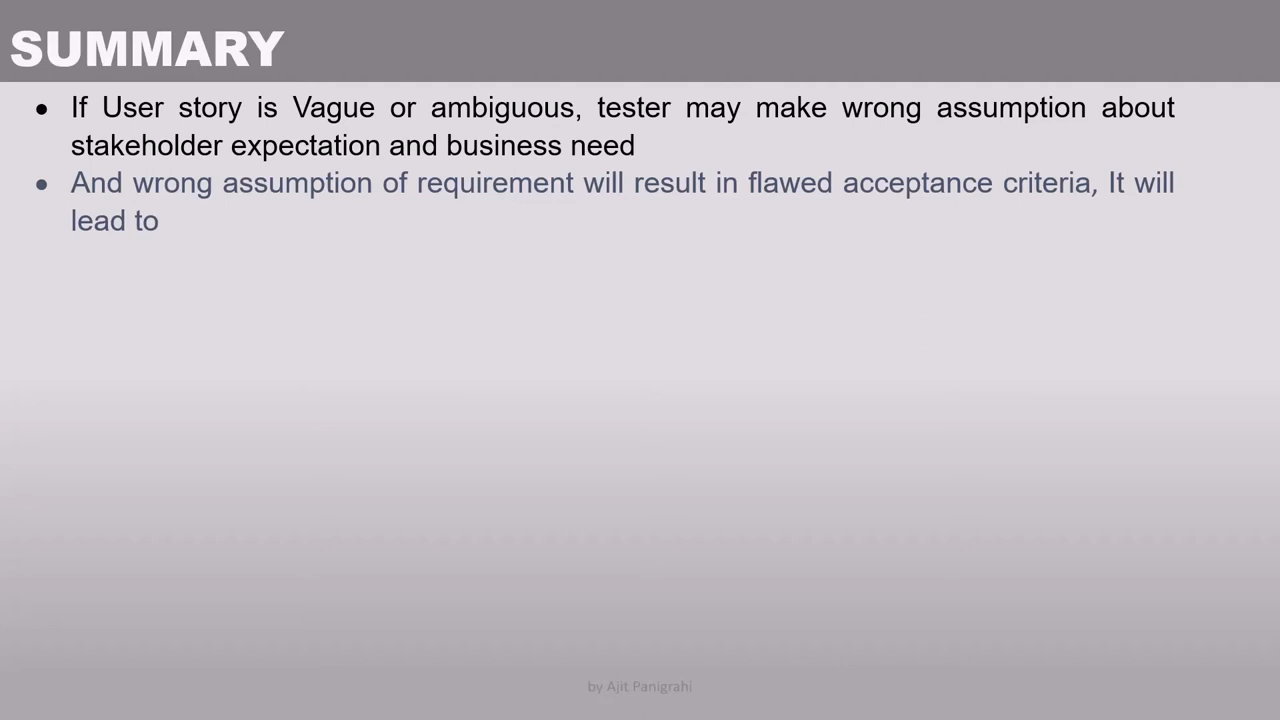 SUMMARY
• If User story is Vague or ambiguous, tester may make wrong assumption about
stakeholder expectation and business need
• And wrong assumption of requirement will result in flawed acceptance criteria, It will
lead to
by Ajit Panigrahi